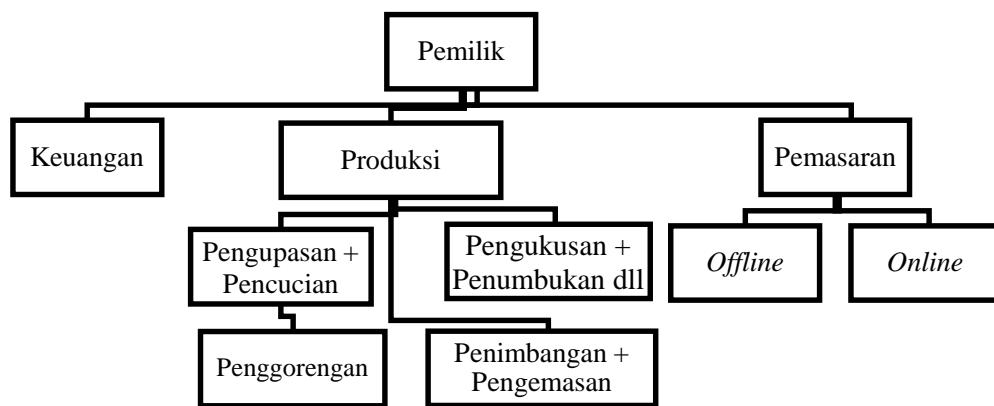 Pemilik
Keuangan
Produksi
Pemasaran
Pengupasan +
Pencucian
Pengukusan +
Penumbukan dll
Offline
Online
Penggorengan
Penimbangan +
Pengemasan